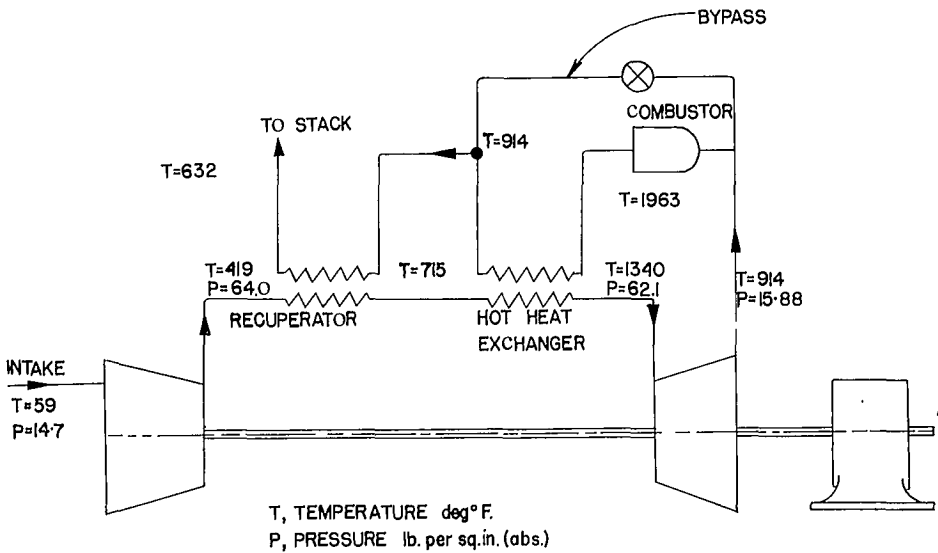 BYPASS
COMBUSTOR
TO STACK
T=914
T=632
T=1963
T=419
P=64.0
T=715
T=1340
P=62.1
T=914
P=15.88
RECUPERATOR
HOT HEAT
EXCHANGER
INTAKE
T=59
P=14.7
T, TEMPERATURE deg° F.
P, PRESSURE lb. per sq.in. (abs.)